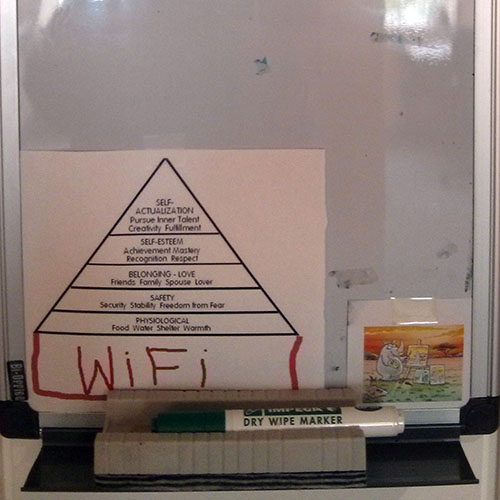 SELF-
ACTUALIZATION
Pursue Inner Talent
Creativity Fulfillment
SELF-ESTEEM
Achievement Mastery
Recognition Respect
BELONGING - LOVE
Friends Family Spouse Lover
SAFETY
Security Stability Freedom from Fear
PHYSIOLOGICAL
Food Water Shelter Warmth
WiFi
DRY WIPE MARKER